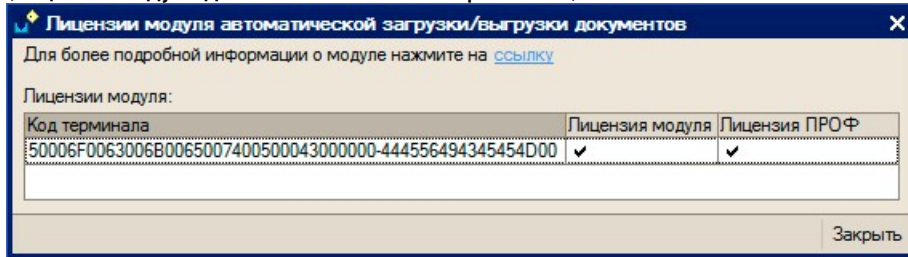 Лицензии модуля автоматической загрузки/выгрузки документов
Для более подробной информации о модуле нажмите на ссылку
Лицензии модуля:
Код терминала Лицензия модуля Лицензия ПРОФ
50006F0063006B0065007400500043000000-444556494345454D00 ✔ ✔
Закрыть